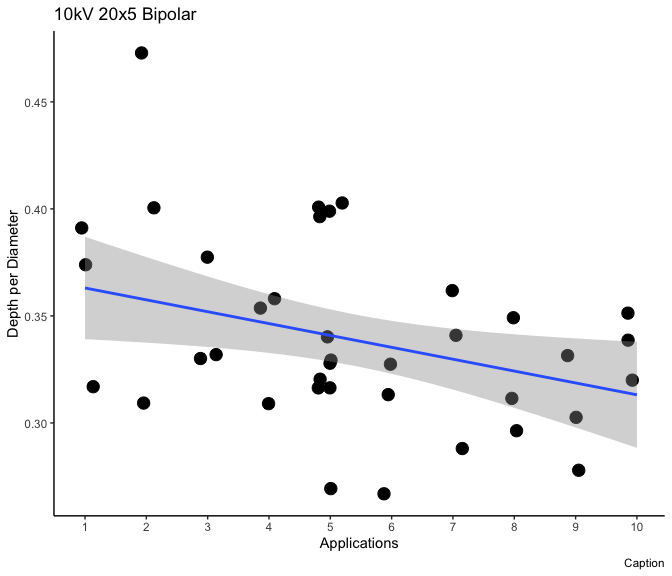 10kV 20x5 Bipolar
0.45
0.40
0.35
0.30
Depth per Diameter
1 2 3 4 5 6 7 8 9 10
Applications
Caption